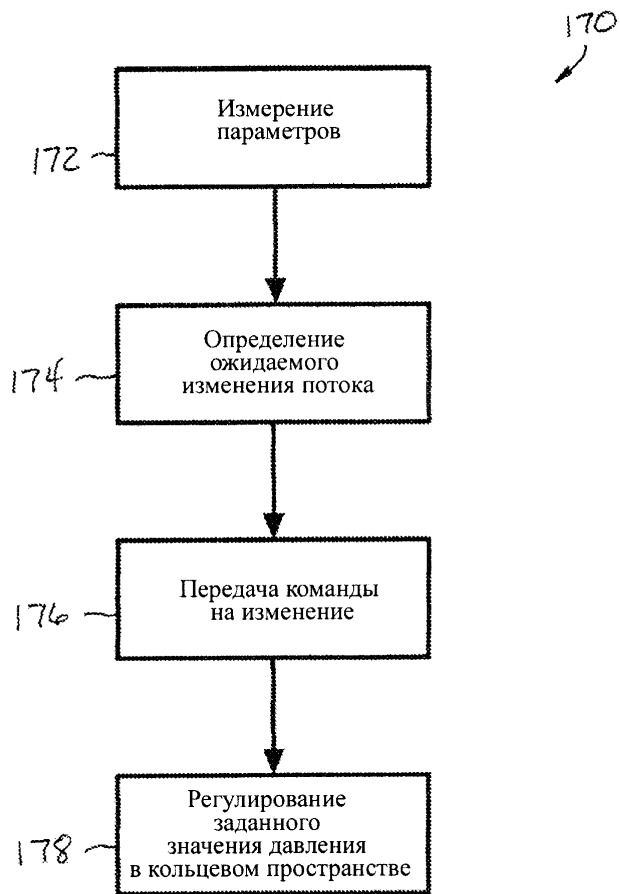 170
Измерение
параметров
172
Определение
ожидаемого
изменения потока
174
Передача команды
на изменение
176
Регулирование
заданного
значения давления
в кольцевом пространстве
178